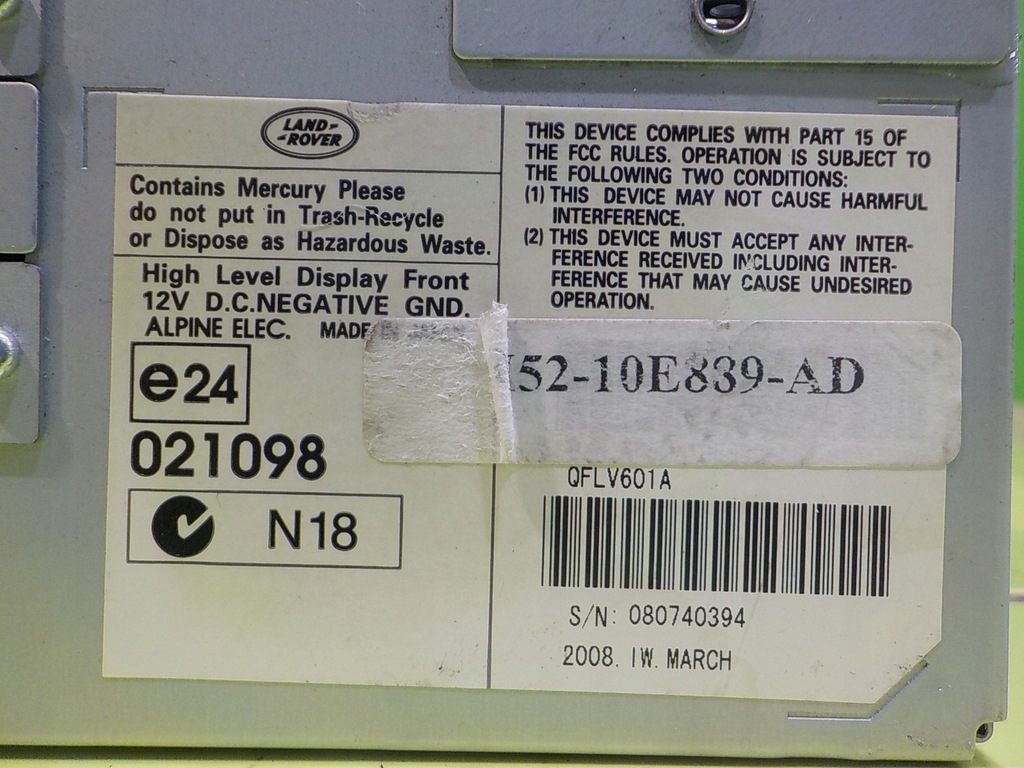 LAND-
-ROVER
Contains Mercury Please
do not put in Trash-Recycle
or Dispose as Hazardous Waste.
High Level Display Front
12V D.C.NEGATIVE GND.
ALPINE ELEC. MADE
e24
021098
N18
THIS DEVICE COMPLIES WITH PART 15 OF
THE FCC RULES. OPERATION IS SUBJECT TO
THE FOLLOWING TWO CONDITIONS:
(1) THIS DEVICE MAY NOT CAUSE HARMFUL
INTERFERENCE.
(2) THIS DEVICE MUST ACCEPT ANY INTER-
FERENCE RECEIVED INCLUDING INTER-
FERENCE THAT MAY CAUSE UNDESIRED
OPERATION.
52-10E839-AD
QFLV601A
S/N: 080740394
2008. 1W. MARCH